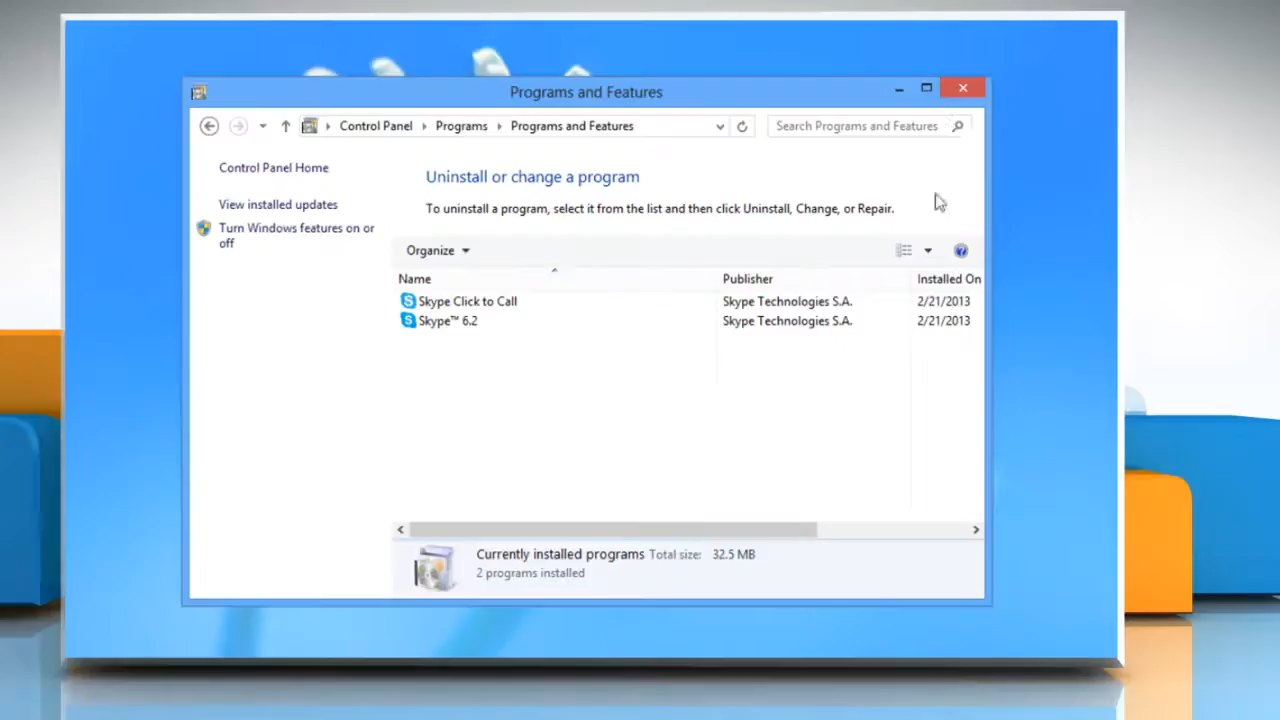 Programs and Features
Control Panel Programs Programs and Features
Search Programs and Features
Control Panel Home
View installed updates
Turn Windows features on or
off
Uninstall or change a program
To uninstall a program, select it from the list and then click Uninstall, Change, or Repair.
Organize
Name Publisher Installed On
Skype Click to Call Skype Technologies S.A. 2/21/2013
Skype™ 6.2 Skype Technologies S.A. 2/21/2013
Currently installed programs Total size: 32.5 MB
2 programs installed